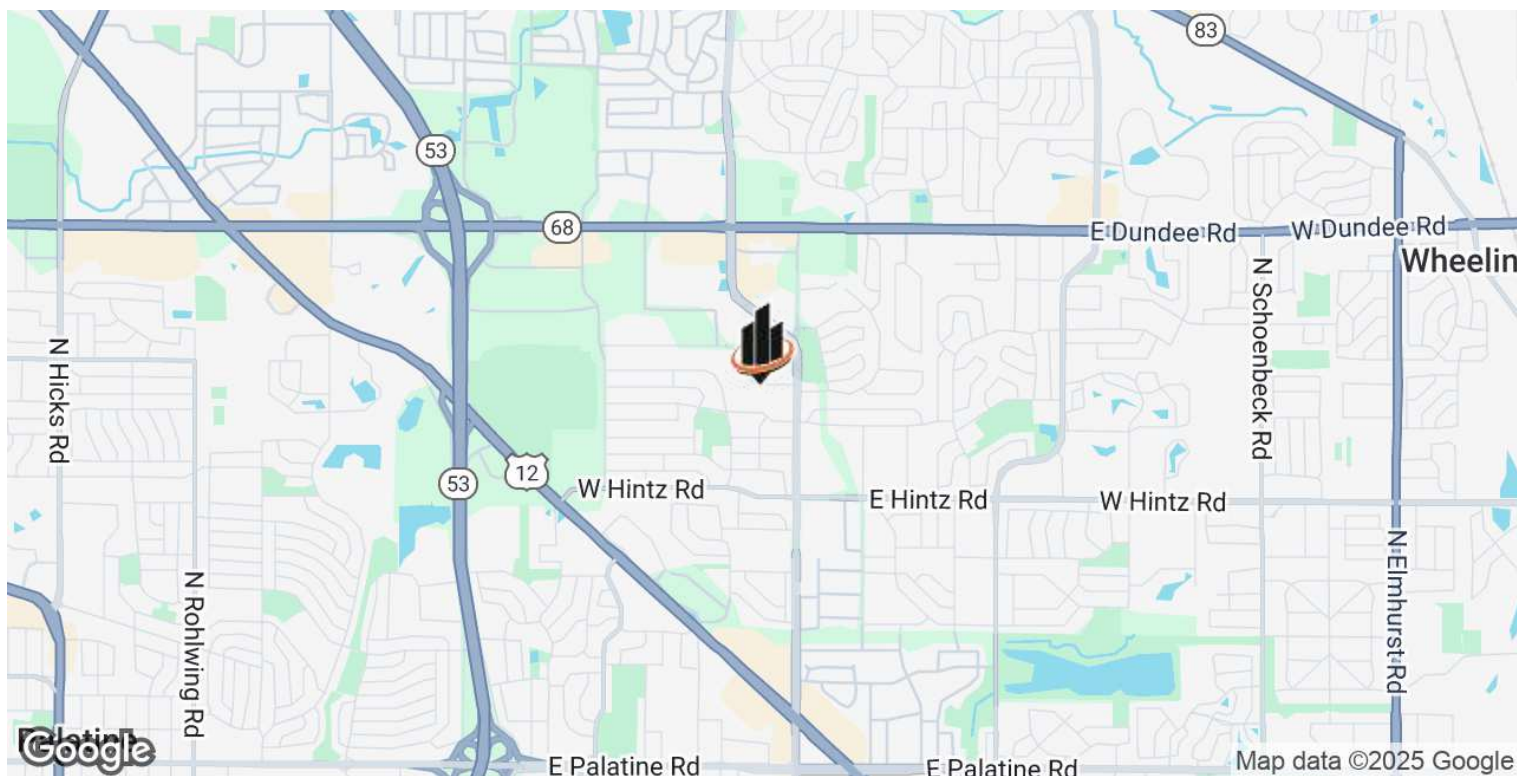 83
53
68
E Dundee Rd
W Dundee Rd
Wheelin
N Hicks Rd
N Schoenbeck Rd
53
12
W Hintz Rd
E Hintz Rd
W Hintz Rd
N Rohlwing Rd
N Elmhurst Rd
Google
E Palatine Rd
E Palatine Rd
Map data ©2025 Google